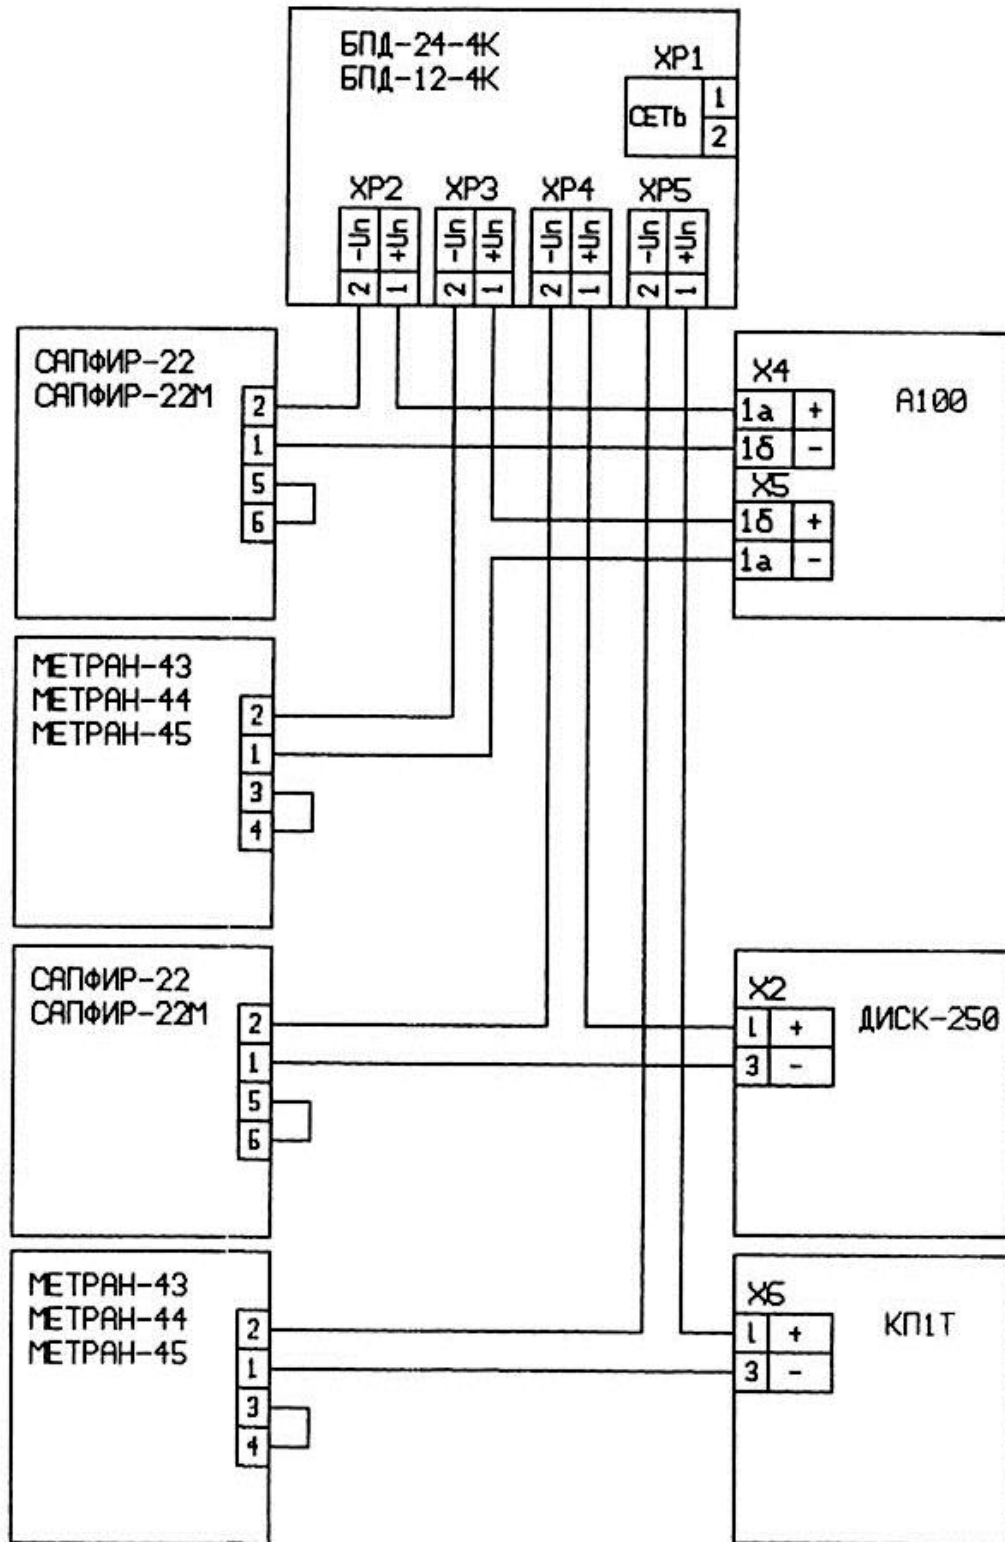 БПД-24-4К
БПД-12-4К
XP1
СЕТЬ
1
2
XP2 XP3 XP4 XP5
-Uп +Uп -Uп +Uп -Uп +Uп -Uп +Uп
2 1 2 1 2 1 2 1
САПФИР-22
САПФИР-22М
2
1
5
6
X4
А100
1а +
1б -
X5
1б +
1а -
МЕТРАН-43
МЕТРАН-44
МЕТРАН-45
2
1
3
4
САПФИР-22
САПФИР-22М
2
1
5
6
X2
ДИСК-250
1 +
3 -
МЕТРАН-43
МЕТРАН-44
МЕТРАН-45
2
1
3
4
X6
КП1Т
1 +
3 -